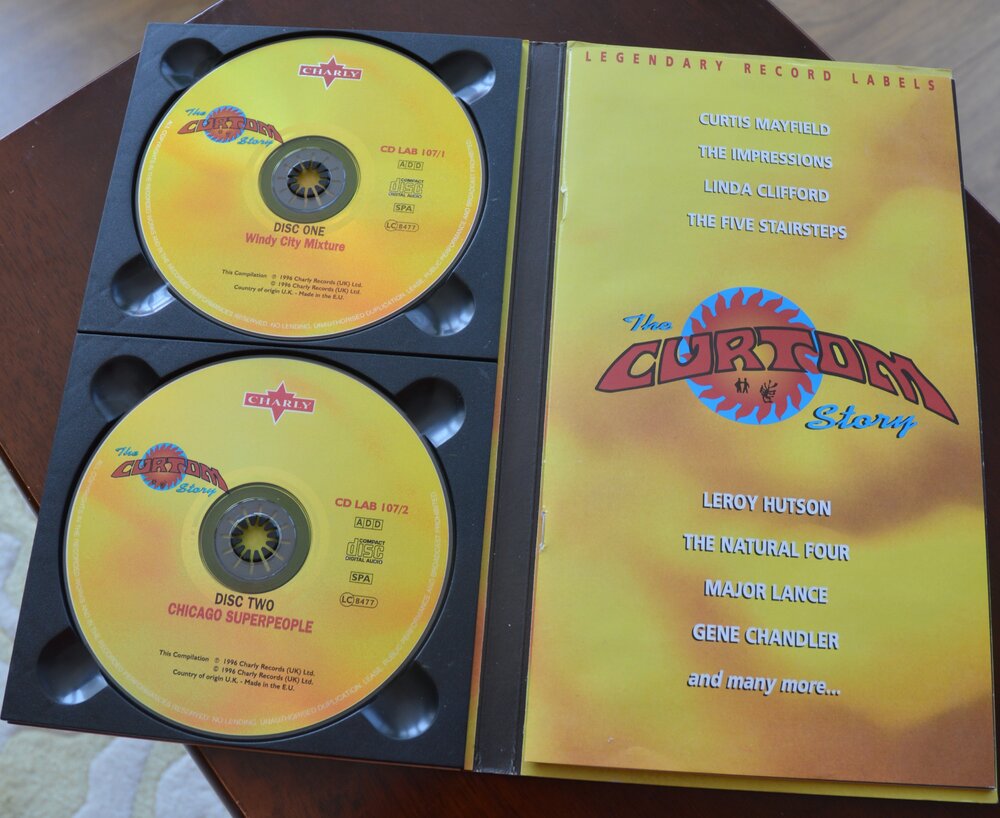 CHARLY
The
CURTOM
Story
CD LAB 107/1
ADD
COMPACT
disc
DIGITAL AUDIO
SPA
LC 8477
DISC ONE
Windy City Mixture
This Compilation ℗ 1996 Charly Records (UK) Ltd.
© 1996 Charly Records (UK) Ltd.
Country of origin U.K. - Made in the E.U.
CHARLY
The
CURTOM
Story
CD LAB 107/2
ADD
COMPACT
disc
DIGITAL AUDIO
SPA
LC 8477
DISC TWO
CHICAGO SUPERPEOPLE
This Compilation ℗ 1996 Charly Records (UK) Ltd.
© 1996 Charly Records (UK) Ltd.
Country of origin U.K. - Made in the E.U.
LEGENDARY RECORD LABELS
CURTIS MAYFIELD
THE IMPRESSIONS
LINDA CLIFFORD
THE FIVE STAIRSTEPS
The
CURTOM
Story
LEROY HUTSON
THE NATURAL FOUR
MAJOR LANCE
GENE CHANDLER
and many more...